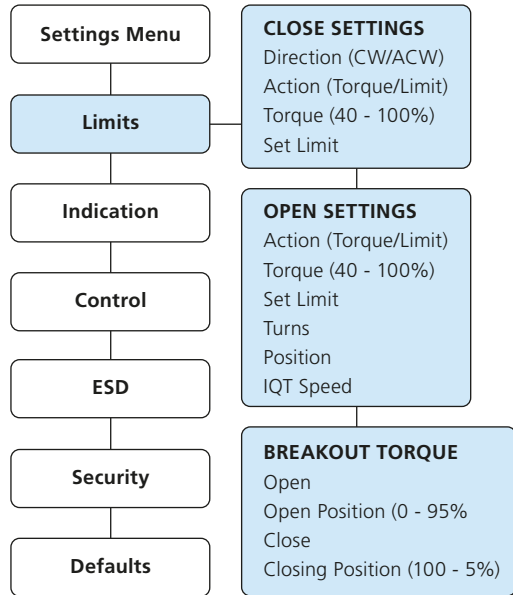 Settings Menu
Limits
Indication
Control
ESD
Security
Defaults
CLOSE SETTINGS
Direction (CW/ACW)
Action (Torque/Limit)
Torque (40 - 100%)
Set Limit
OPEN SETTINGS
Action (Torque/Limit)
Torque (40 - 100%)
Set Limit
Turns
Position
IQT Speed
BREAKOUT TORQUE
Open
Open Position (0 - 95%
Close
Closing Position (100 - 5%)